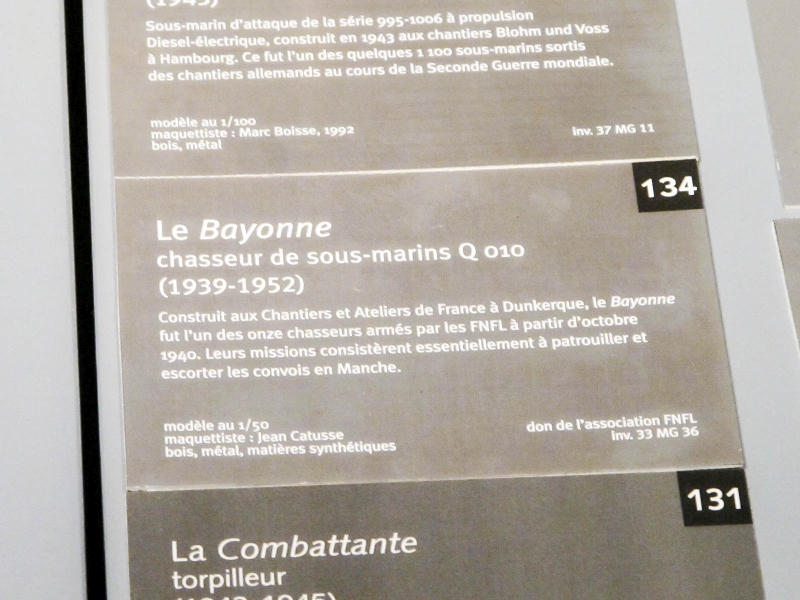 (1943)
Sous-marin d'attaque de la série 995-1006 à propulsion
Diesel-électrique, construit en 1943 aux chantiers Blohm und Voss
à Hambourg. Ce fut l'un des quelques 1 100 sous-marins sortis
des chantiers allemands au cours de la Seconde Guerre mondiale.
modèle au 1/100
maquettiste : Marc Boisse, 1992
bois, métal
Inv. 37 MG 11
134
Le Bayonne
chasseur de sous-marins Q 010
(1939-1952)
Construit aux Chantiers et Ateliers de France à Dunkerque, le Bayonne
fut l'un des onze chasseurs armés par les FNFL à partir d'octobre
1940. Leurs missions consistèrent essentiellement à patrouiller et
escorter les convois en Manche.
modèle au 1/50
maquettiste : Jean Catusse
bois, métal, matières synthétiques
don de l'association FNFL
Inv. 33 MG 36
131
La Combattante
torpilleur
(1942-1945)